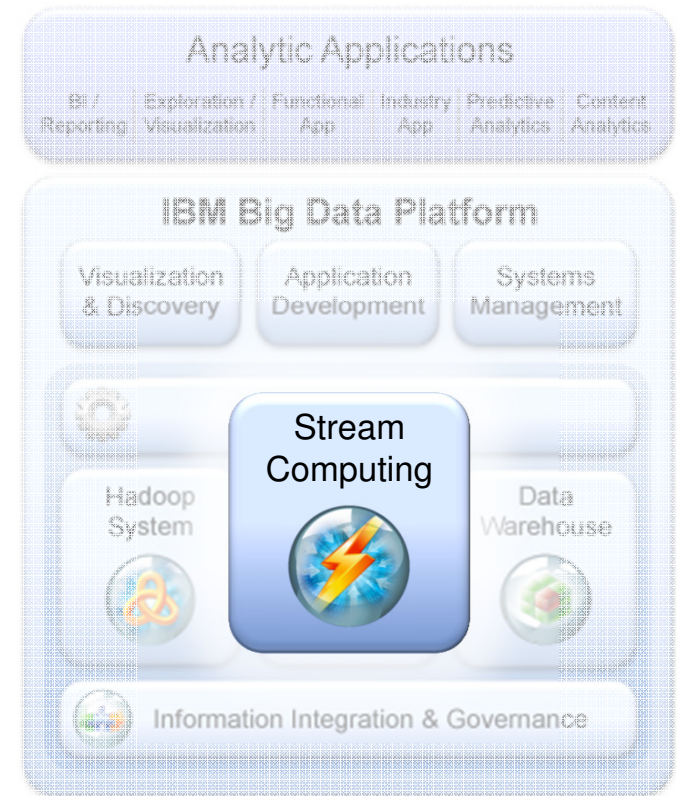 Analytic Applications
BI / Exploration / Functional Industry Predictive Content
Reporting Visualization App App Analytics Analytics
IBM Big Data Platform
Visualization Application Systems
& Discovery Development Management
Stream
Computing
Hadoop
System
Data
Warehouse
Information Integration & Governance